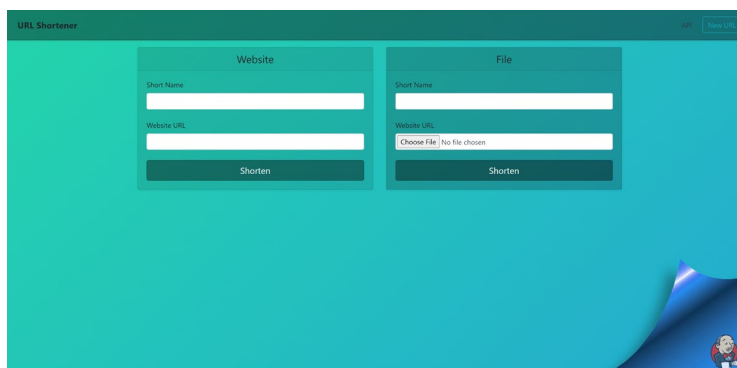 URL Shortener
API
New URL
Website
Short Name
Website URL
Shorten
File
Short Name
Website URL
Choose File No file chosen
Shorten